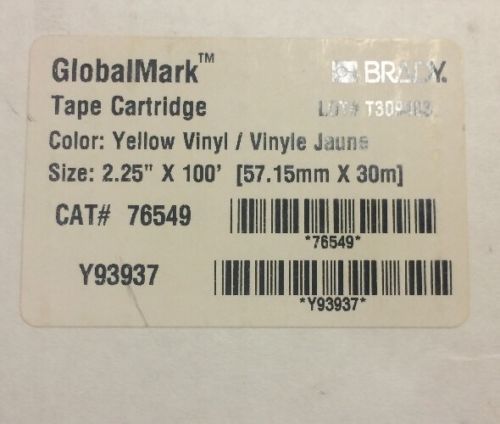 GlobalMark™
BRADY.
Tape Cartridge
LOT#
Color: Yellow Vinyl / Vinyle Jaune
Size: 2.25" X 100' [57.15mm X 30m]
CAT# 76549
*76549*
Y93937
*Y93937*